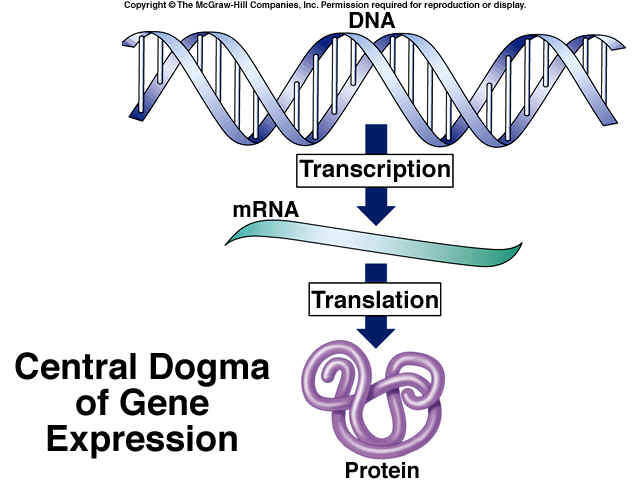 Copyright © The McGraw-Hill Companies, Inc. Permission required for reproduction or display.
DNA
Transcription
mRNA
Translation
Central Dogma
of Gene
Expression
Protein